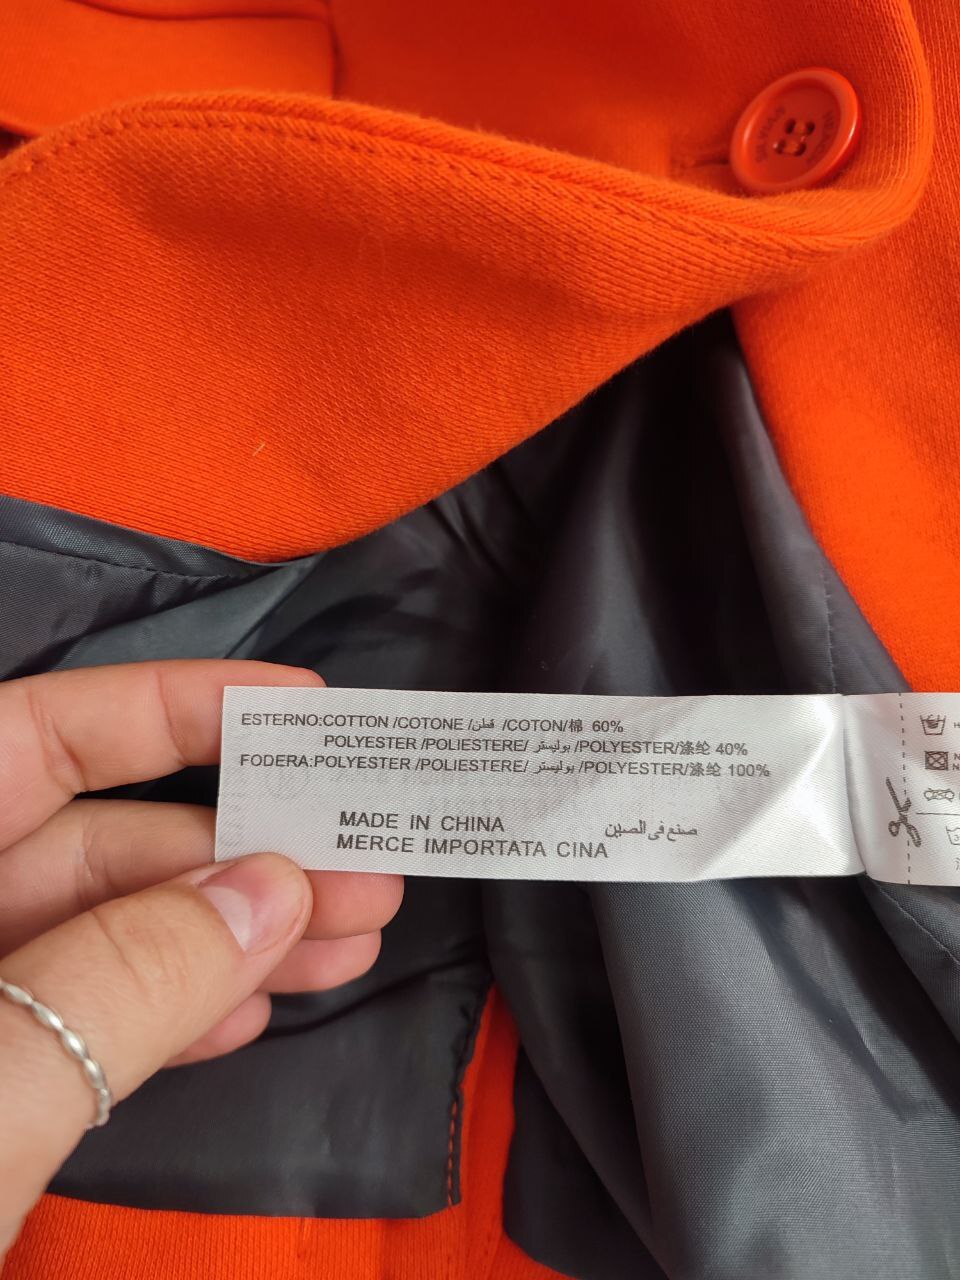 ESTERNO:COTTON /COTONE / قطن /COTON/棉 60%
POLYESTER /POLIESTERE/ بوليستر /POLYESTER/涤纶 40%
FODERA:POLYESTER /POLIESTERE/ بوليستر /POLYESTER/涤纶 100%
MADE IN CHINA صنع فى الصين
MERCE IMPORTATA CINA